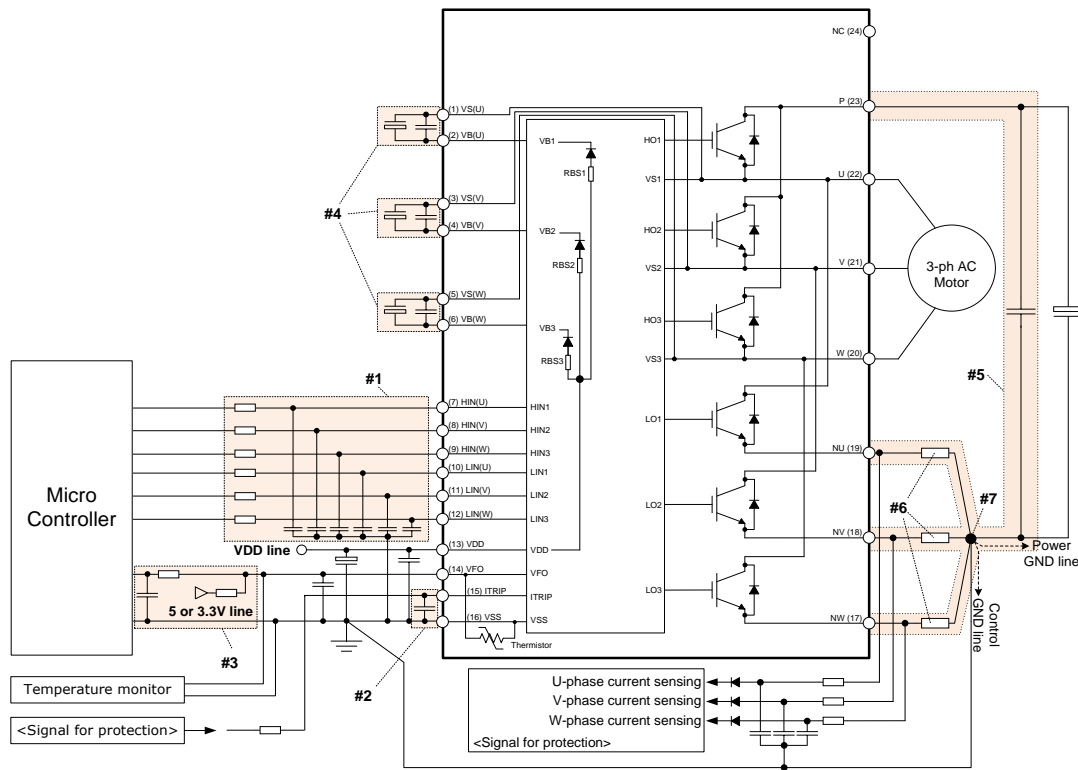 NC (24)
(1) VS(U)
P (23)
(2) VB(U)
VB1
HO1
RBS1
#4
(3) VS(V)
VS1
U (22)
(4) VB(V)
VB2
HO2
RBS2
VS2
V (21)
3-ph AC
Motor
(5) VS(W)
(6) VB(W)
VB3
HO3
RBS3
VS3
W (20)
#1
#5
(7) HIN(U)
HIN1
LO1
(8) HIN(V)
HIN2
(9) HIN(W)
HIN3
NU (19)
(10) LIN(U)
LIN1
Micro
Controller
(11) LIN(V)
LIN2
LO2
#6
#7
(12) LIN(W)
LIN3
NV (18)
VDD line
(13) VDD
VDD
Power
GND line
(14) VFO
VFO
5 or 3.3V line
(15) ITRIP
ITRIP
LO3
Control
GND line
(16) VSS
VSS
NW (17)
Thermistor
#3
#2
Temperature monitor
<Signal for protection>
U-phase current sensing
V-phase current sensing
W-phase current sensing
<Signal for protection>